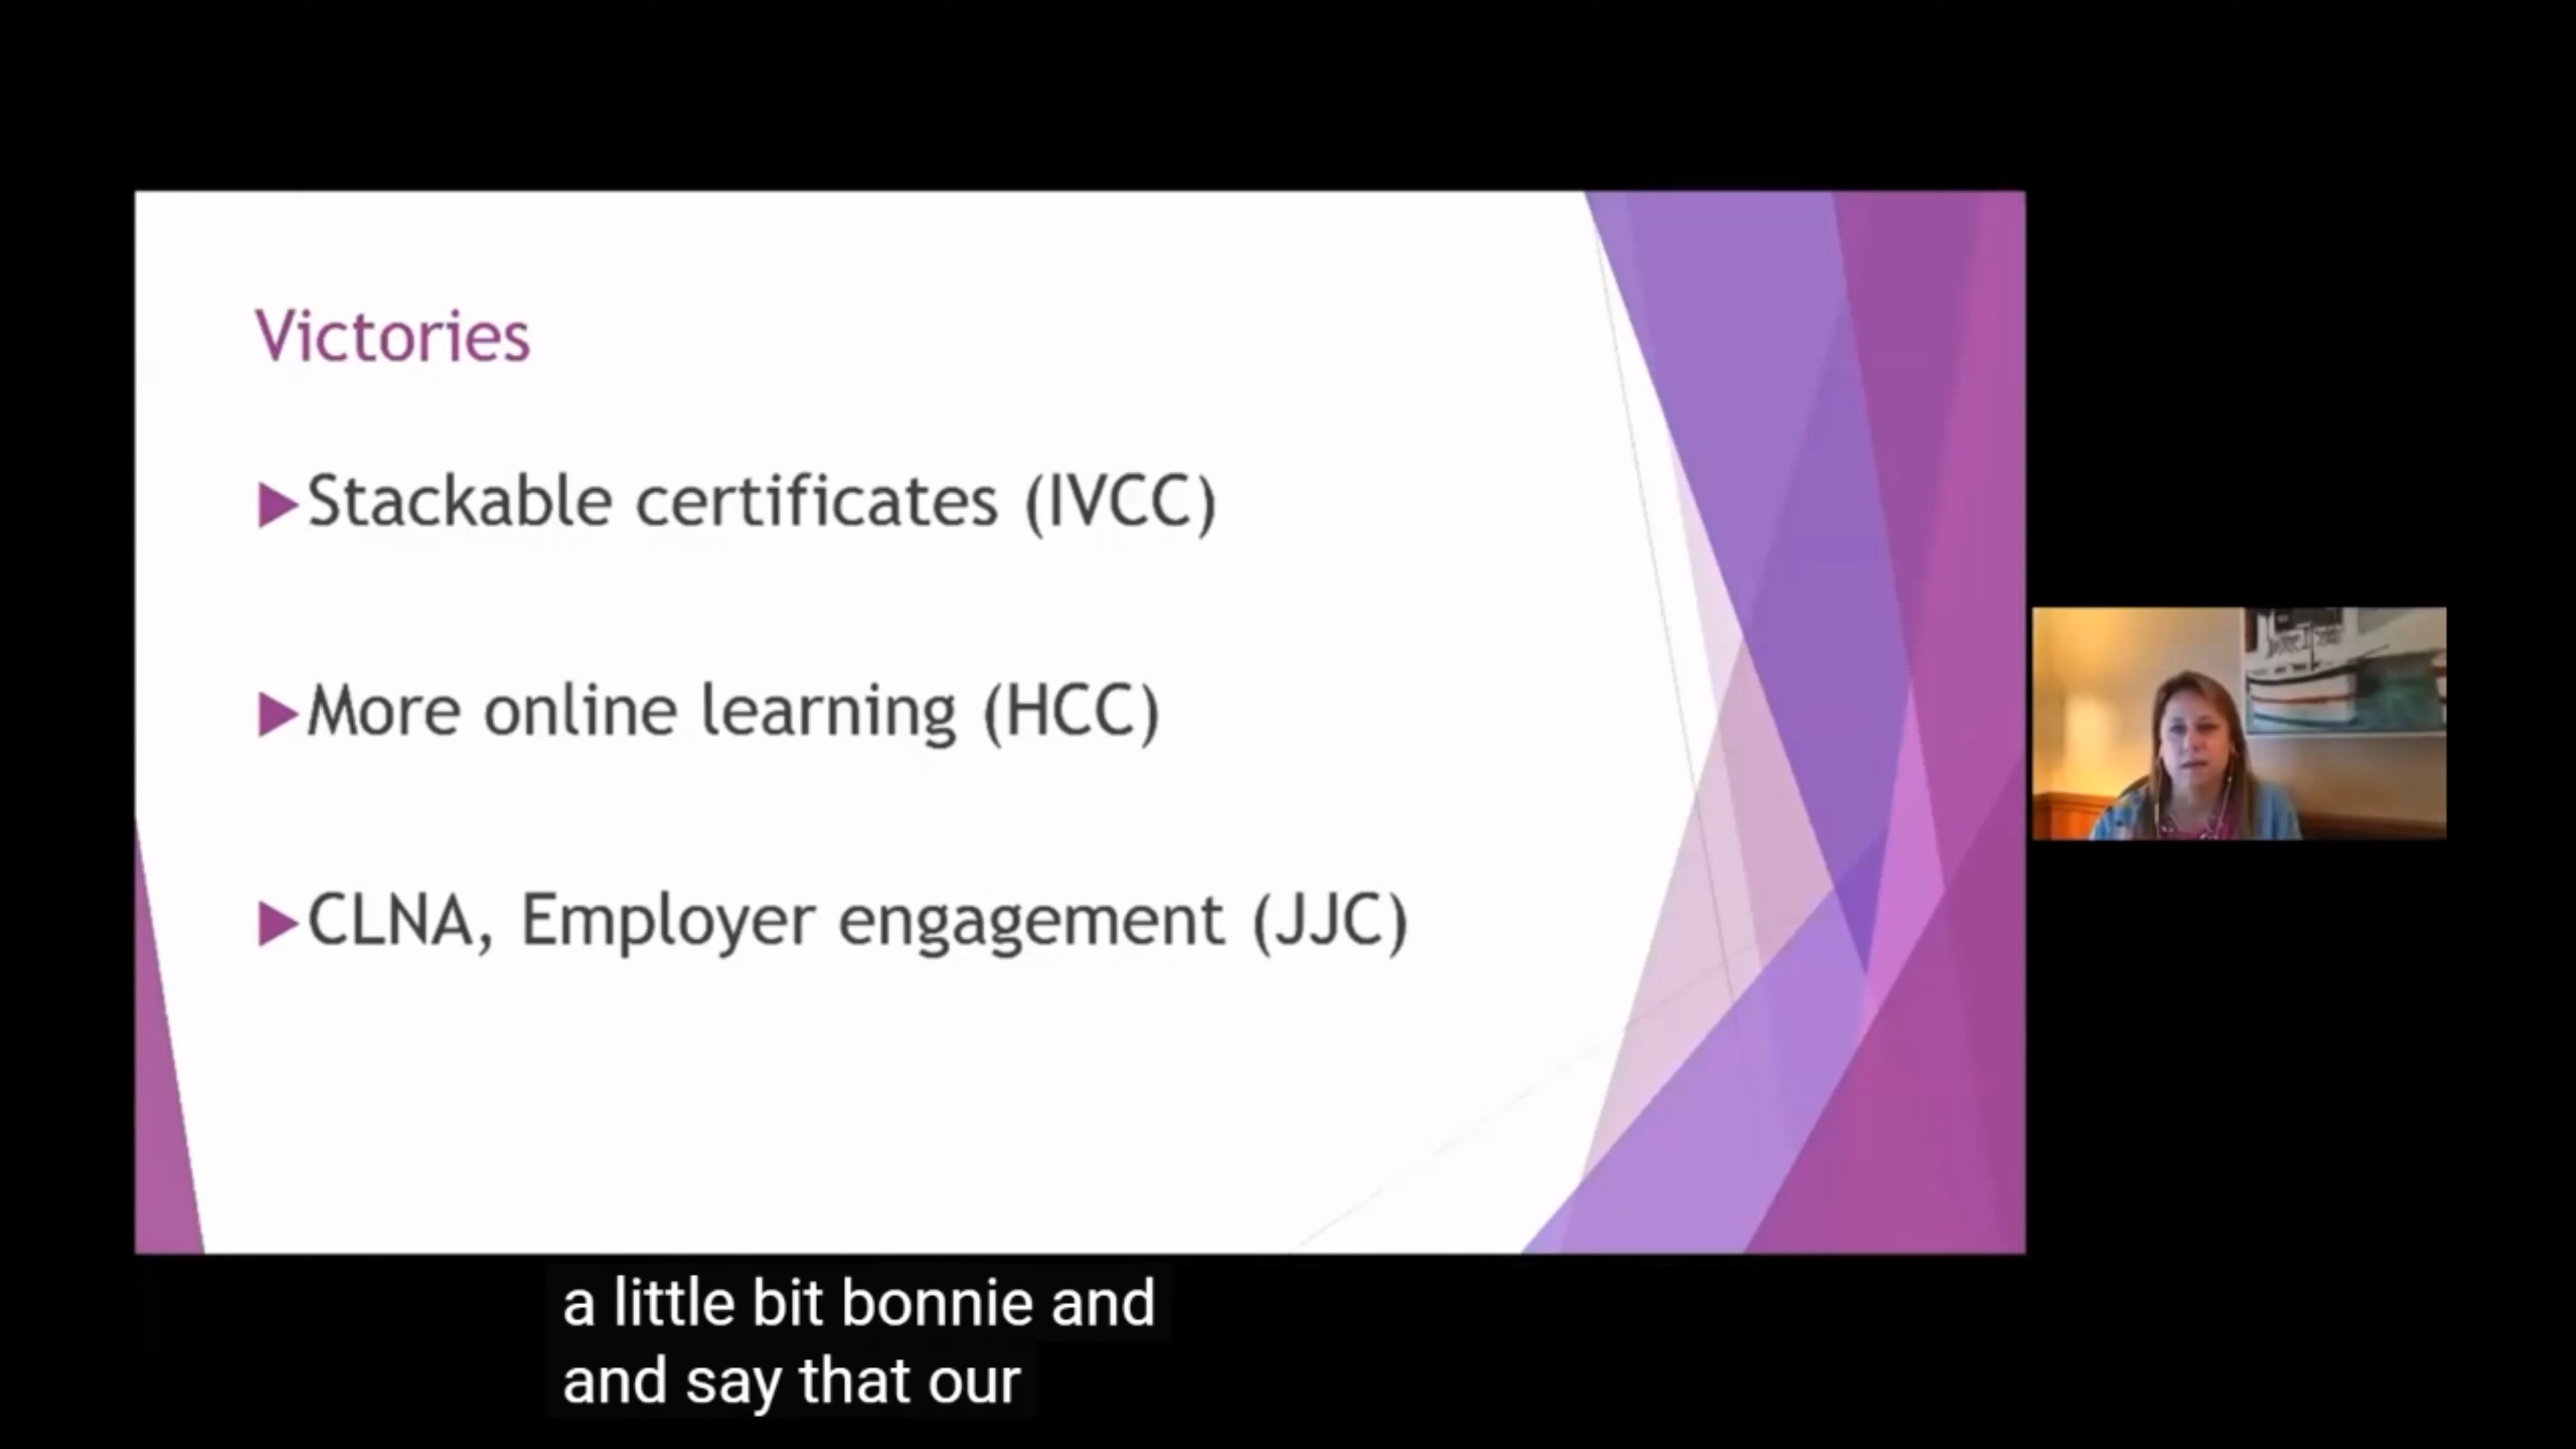 Victories
Stackable certificates (IVCC)
More online learning (HCC)
CLNA, Employer engagement (JJC)
a little bit bonnie and
and say that our